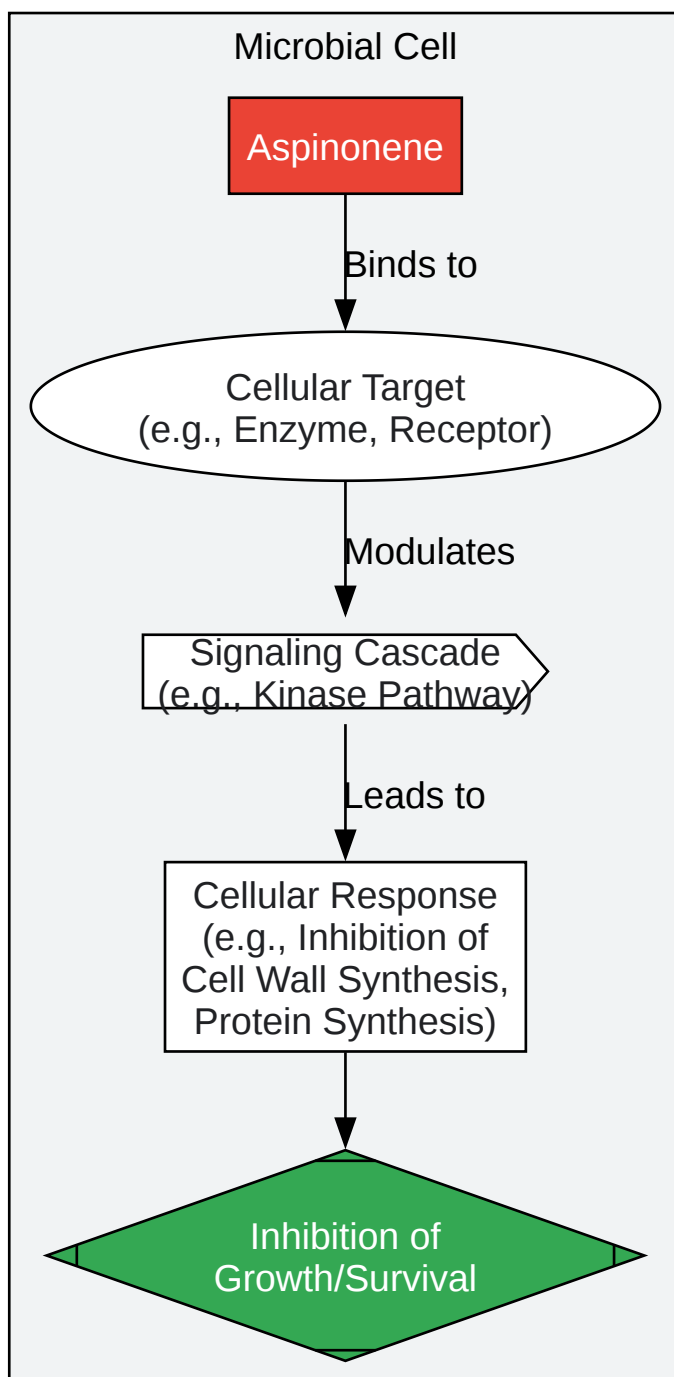 Microbial Cell
Aspinonene
Binds to
Cellular Target
(e.g., Enzyme, Receptor)
Modulates
Signaling Cascade
(e.g., Kinase Pathway)
Leads to
Cellular Response
(e.g., Inhibition of
Cell Wall Synthesis,
Protein Synthesis)
Inhibition of
Growth/Survival